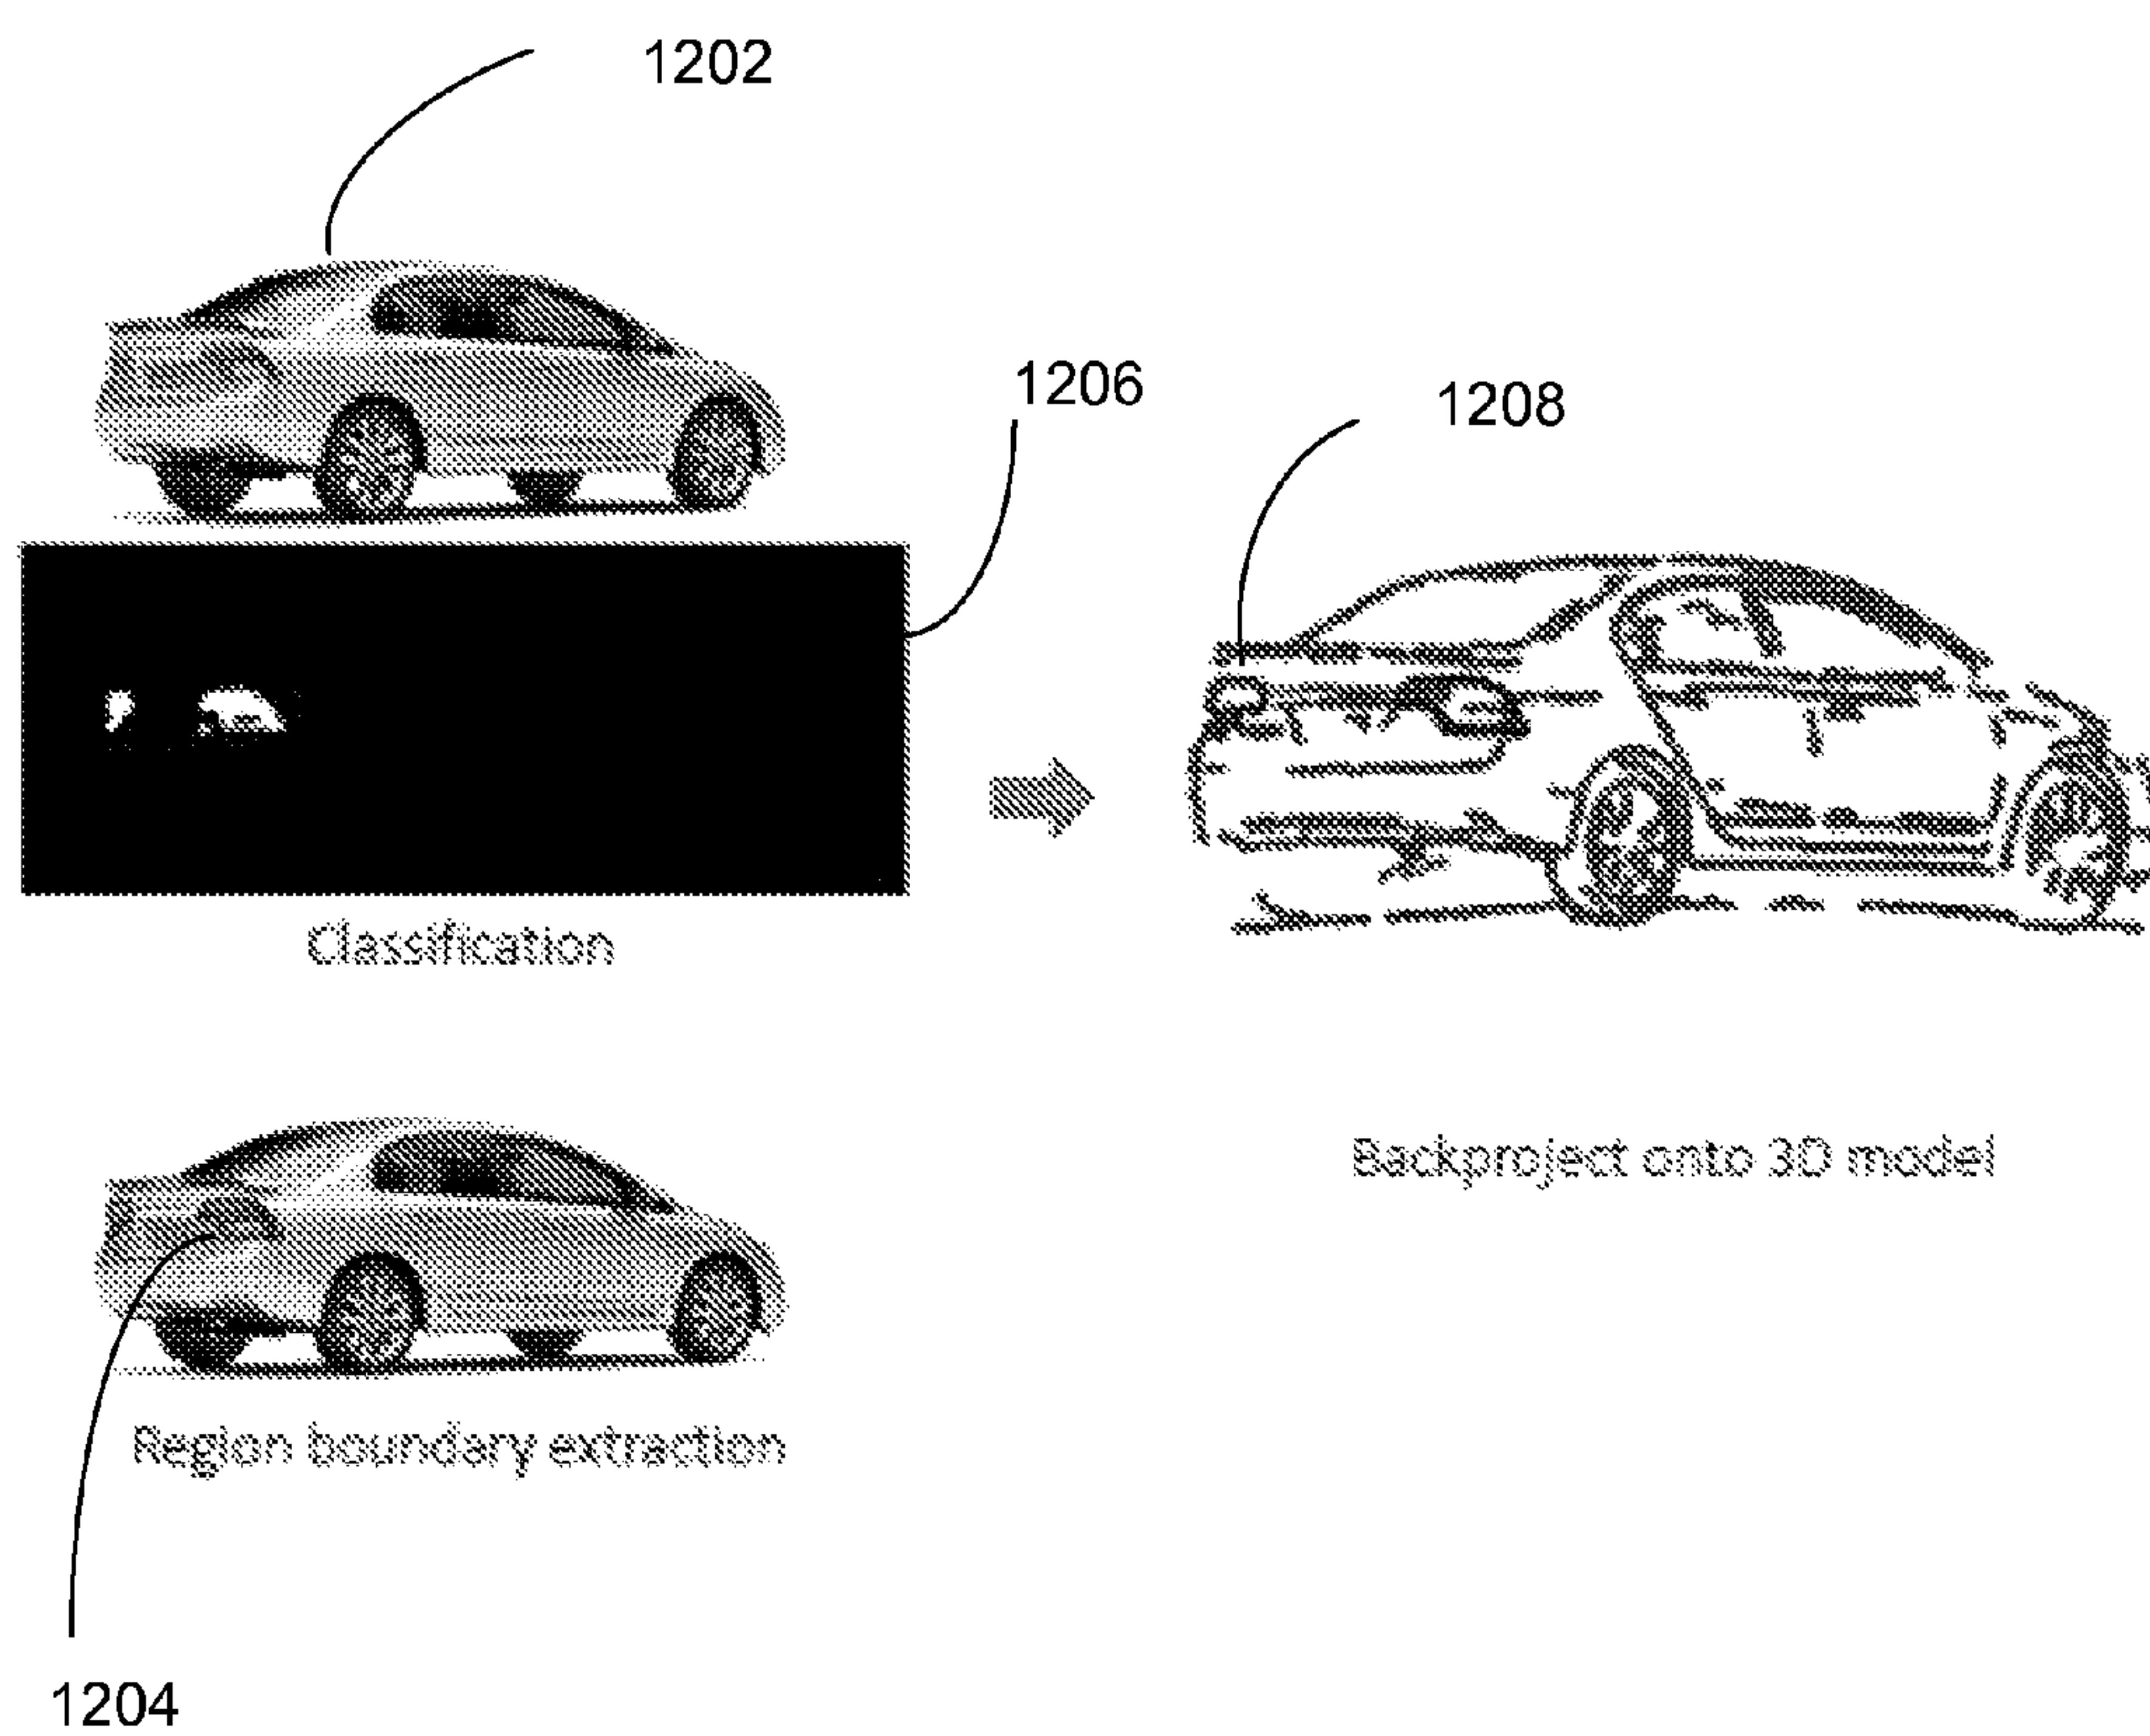 1202
1206
1208
Classification
Backproject onto 3D model
Region boundary extraction
1204